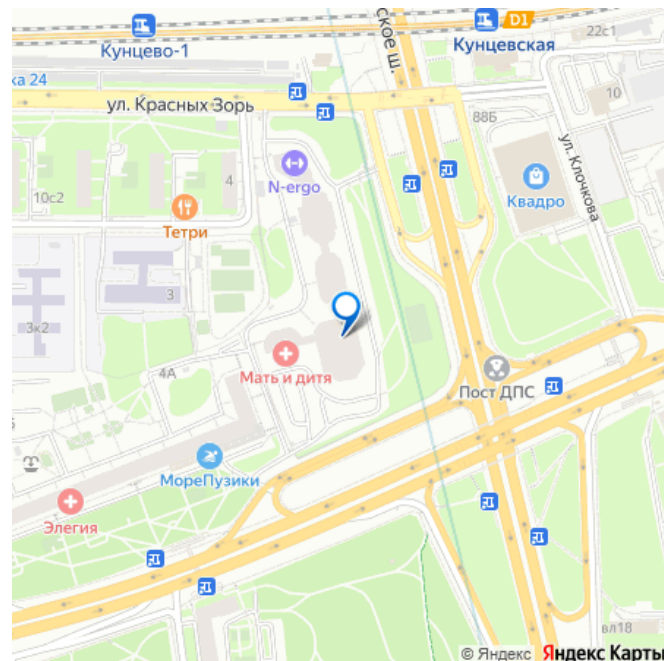 D1
Кунцево-1
Кунцевская
22с1
ское ш.
ка 24
ул. Красных Зорь
10
88Б
ул. Клочкова
N-ergo
4
10с2
Тетри
Квадро
3
3к2
4А
Мать и дитя
Пост ДПС
МореПузики
Элегия
вл18
© Яндекс Яндекс Карты